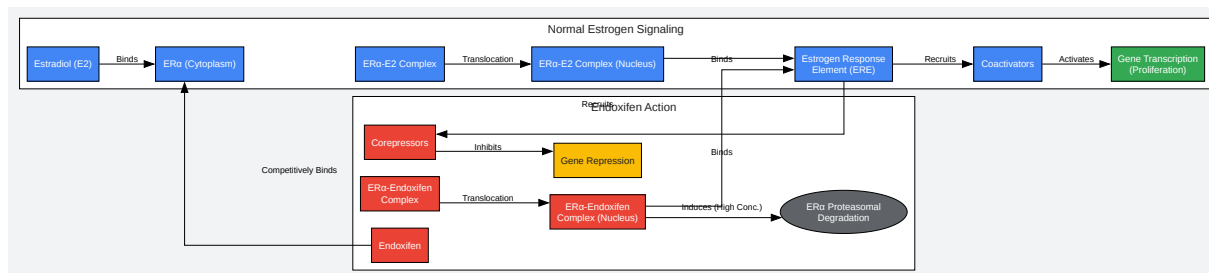 Normal Estrogen Signaling
Estradiol (E2)
Binds
ERα (Cytoplasm)
ERα-E2 Complex
Translocation
ERα-E2 Complex (Nucleus)
Binds
Estrogen Response
Element (ERE)
Recruits
Coactivators
Activates
Gene Transcription
(Proliferation)
Recruits
Endoxifen Action
Corepressors
Inhibits
Gene Repression
Binds
Competitively Binds
ERα-Endoxifen
Complex
Translocation
ERα-Endoxifen
Complex (Nucleus)
Induces (High Conc.)
ERα Proteasomal
Degradation
Endoxifen